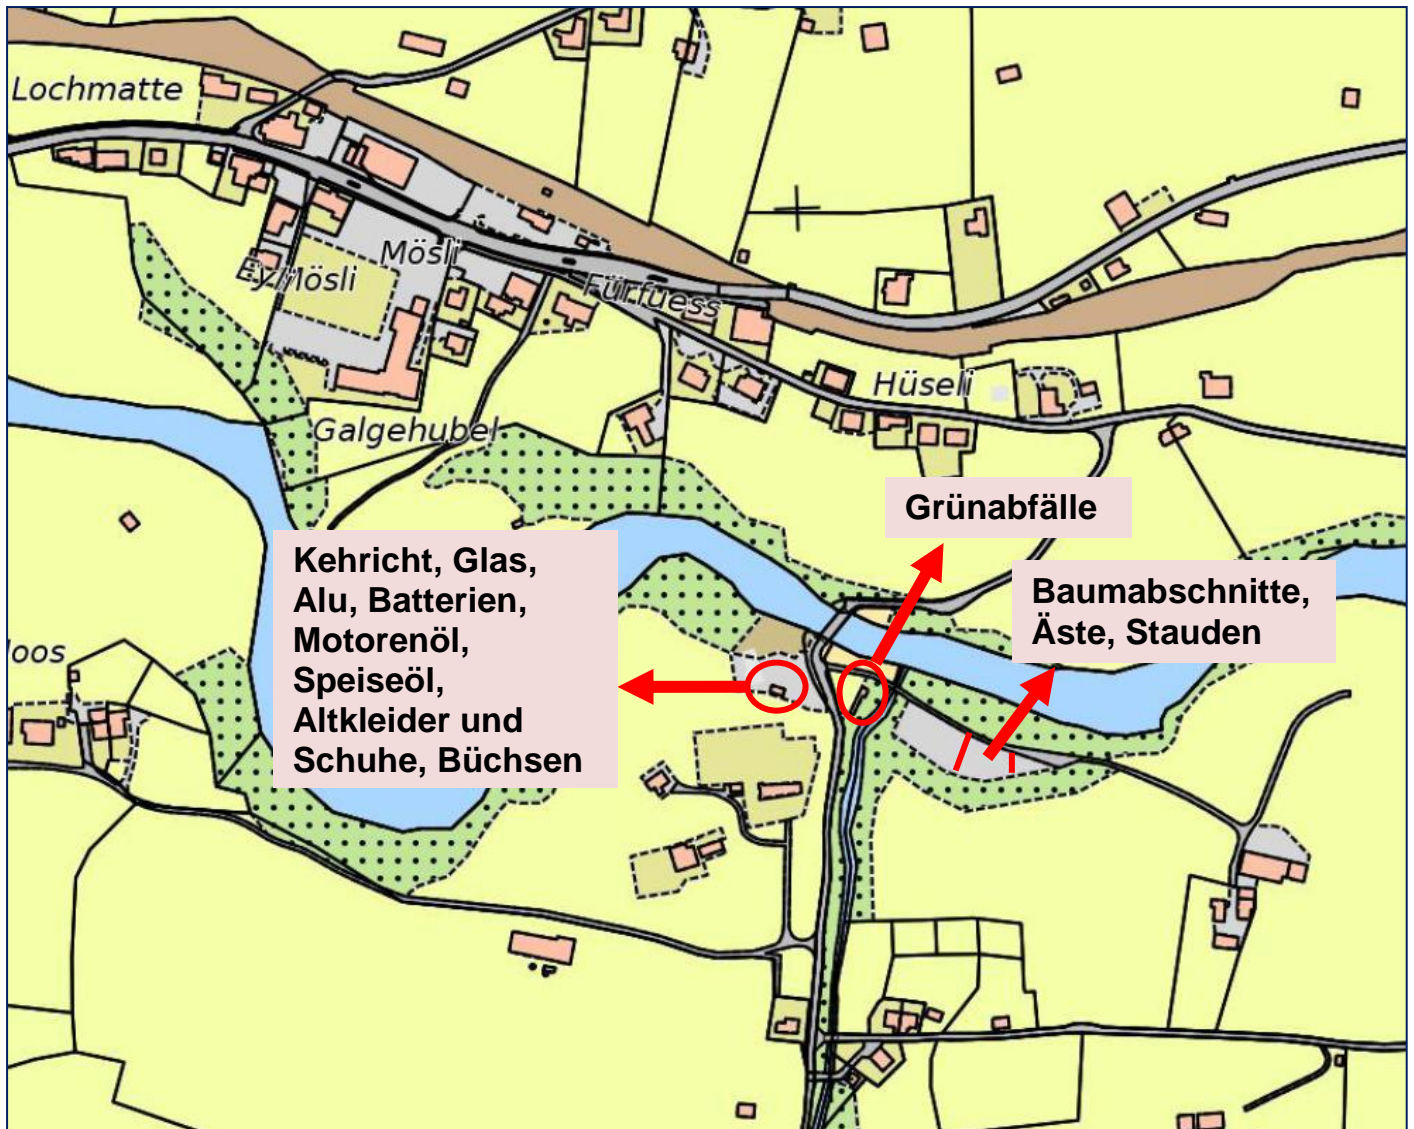 Lochmatte
Mösli
Ey/Mösli
Fürfuess
Hüseli
Galgehubel
Grünabfälle
Kehricht, Glas,
Alu, Batterien,
Motorenöl,
Speiseöl,
Altkleider und
Schuhe, Büchsen
Baumabschnitte,
Äste, Stauden
oos